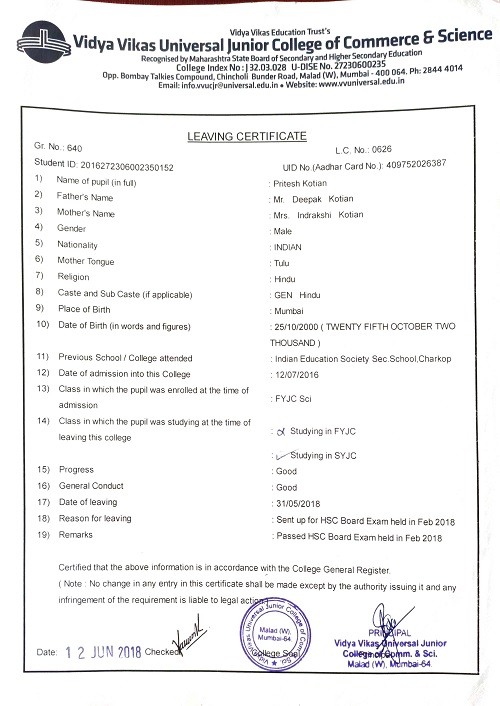 Vidya Vikas Education Trust's
Vidya Vikas Universal Junior College of Commerce & Science
Recognised by Maharashtra State Board of Secondary and Higher Secondary Education
College Index No : J 32.03.028 U-DISE No. 27230600235
Opp. Bombay Talkies Compound, Chincholi Bunder Road, Malad (W), Mumbai - 400 064. Ph: 2844 4014
Email: info.vvucjr@universal.edu.in • Website: www.vvuniversal.edu.in
LEAVING CERTIFICATE
Gr. No.: 640 L.C. No.: 0626
Student ID: 2016272306002350152 UID No.(Aadhar Card No.): 409752026387
1) Name of pupil (in full) : Pritesh Kotian
2) Father's Name : Mr. Deepak Kotian
3) Mother's Name : Mrs. Indrakshi Kotian
4) Gender : Male
5) Nationality : INDIAN
6) Mother Tongue : Tulu
7) Religion : Hindu
8) Caste and Sub Caste (if applicable) : GEN Hindu
9) Place of Birth : Mumbai
10) Date of Birth (in words and figures) : 25/10/2000 ( TWENTY FIFTH OCTOBER TWO
THOUSAND )
11) Previous School / College attended : Indian Education Society Sec.School,Charkop
12) Date of admission into this College : 12/07/2016
13) Class in which the pupil was enrolled at the time of
admission : FYJC Sci
14) Class in which the pupil was studying at the time of
leaving this college : Studying in FYJC
: Studying in SYJC
15) Progress : Good
16) General Conduct : Good
17) Date of leaving : 31/05/2018
18) Reason for leaving : Sent up for HSC Board Exam held in Feb 2018
19) Remarks : Passed HSC Board Exam held in Feb 2018
Certified that the above information is in accordance with the College General Register.
( Note : No change in any entry in this certificate shall be made except by the authority issuing it and any
infringement of the requirement is liable to legal action.)
Vidya Vikas Universal Junior College of Comm. & Sci.
Malad (W),
Mumbai-64.
Date: 12 JUN 2018 Checked College Seal
PRINCIPAL
Vidya Vikas Universal Junior
College of Comm. & Sci.
Malad (W), Mumbai-64.